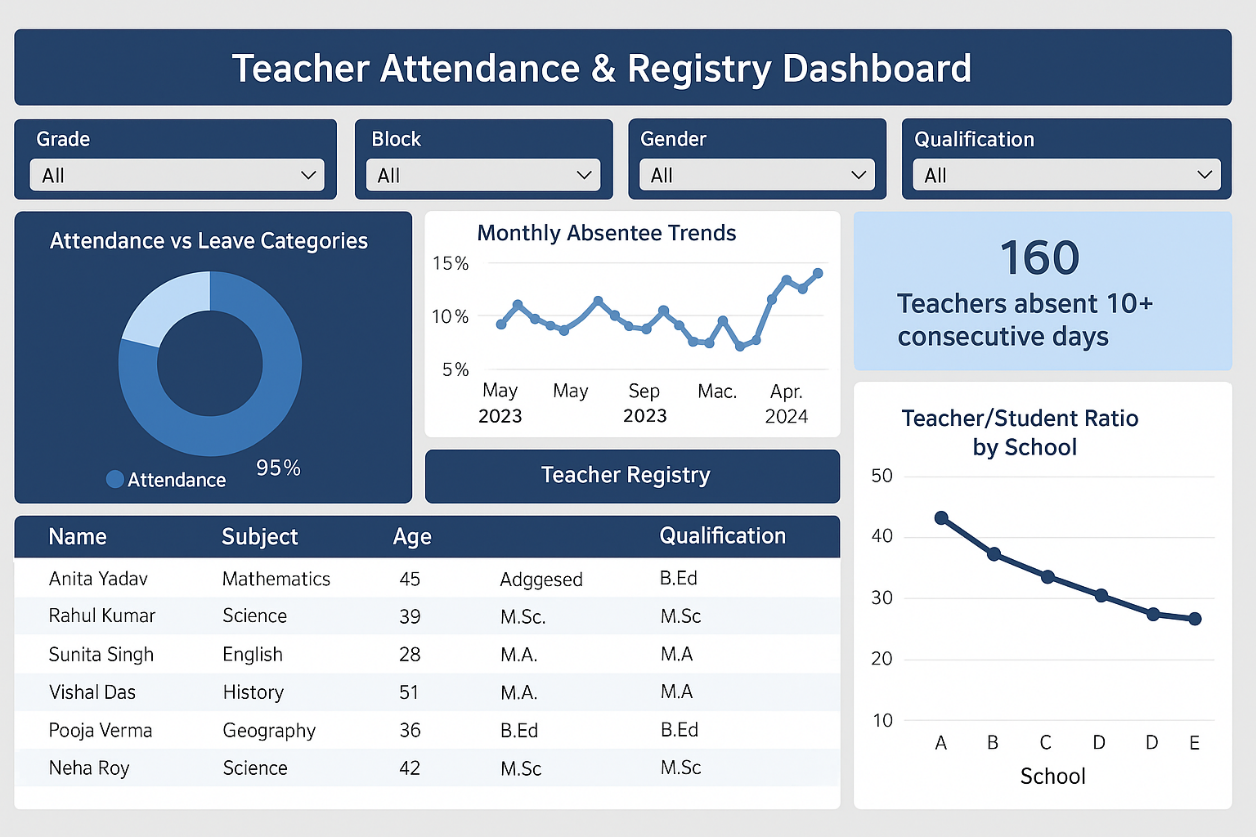 Teacher Attendance & Registry Dashboard
Grade
All
Block
All
Gender
All
Qualification
All
Attendance vs Leave Categories
95%
Attendance
Monthly Absentee Trends
15%
10%
5%
May May Sep Mac. Apr.
2023 2023 2024
160
Teachers absent 10+
consecutive days
Teacher Registry
Name Subject Age Qualification
Anita Yadav Mathematics 45 Adggesed B.Ed
Rahul Kumar Science 39 M.Sc. M.Sc
Sunita Singh English 28 M.A. M.A
Vishal Das History 51 M.A. M.A
Pooja Verma Geography 36 B.Ed B.Ed
Neha Roy Science 42 M.Sc M.Sc
Teacher/Student Ratio
by School
50
40
30
20
10
A B C D D E
School